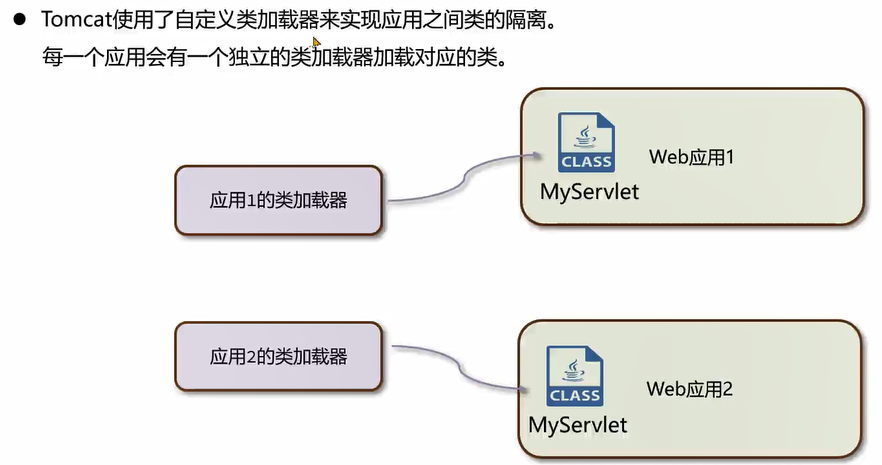 ● Tomcat使用了自定义类加载器来实现应用之间类的隔离。
每一个应用会有一个独立的类加载器加载对应的类。
应用1的类加载器
CLASS
MyServlet
Web应用1
应用2的类加载器
CLASS
MyServlet
Web应用2